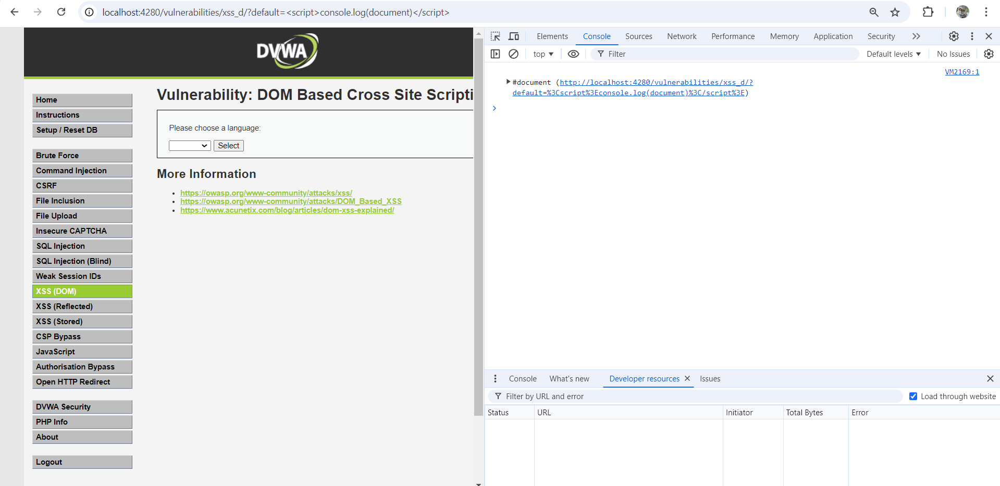 localhost:4280/vulnerabilities/xss_d/?default=<script>console.log(document)</script>
DVWA
Home
Instructions
Setup / Reset DB
Brute Force
Command Injection
CSRF
File Inclusion
File Upload
Insecure CAPTCHA
SQL Injection
SQL Injection (Blind)
Weak Session IDs
XSS (DOM)
XSS (Reflected)
XSS (Stored)
CSP Bypass
JavaScript
Authorisation Bypass
Open HTTP Redirect
DVWA Security
PHP Info
About
Logout
Vulnerability: DOM Based Cross Site Scripti
Please choose a language:
Select
More Information
https://owasp.org/www-community/attacks/xss/
https://owasp.org/www-community/attacks/DOM_Based_XSS
https://www.acunetix.com/blog/articles/dom-xss-explained/
Elements Console Sources Network Performance Memory Application Security
top Filter Default levels No Issues
VM2169:1
#document (http://localhost:4280/vulnerabilities/xss_d/?
default=%3Cscript%3Econsole.log(document)%3C/script%3E)
Console What's new Developer resources Issues
Filter by URL and error Load through website
Status URL Initiator Total Bytes Error